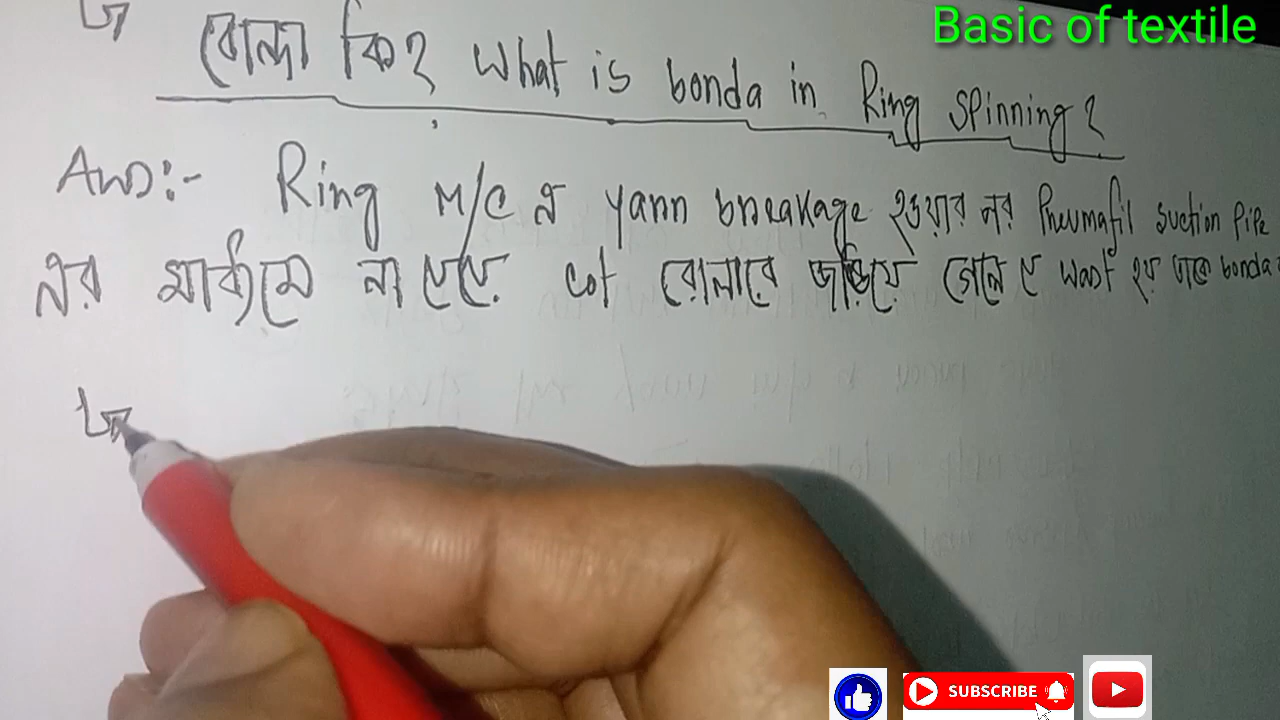 Basic of textile
বোন্দা কি? What is bonda in Ring spinning?
Ans:- Ring M/C এ yarn breakage হওয়ার পর Pneumafil suction pipe
এর মাধ্যমে না যেয়ে cot রোলারে জড়িয়ে গেলে যে wast হয় তাকে bonda
SUBSCRIBE